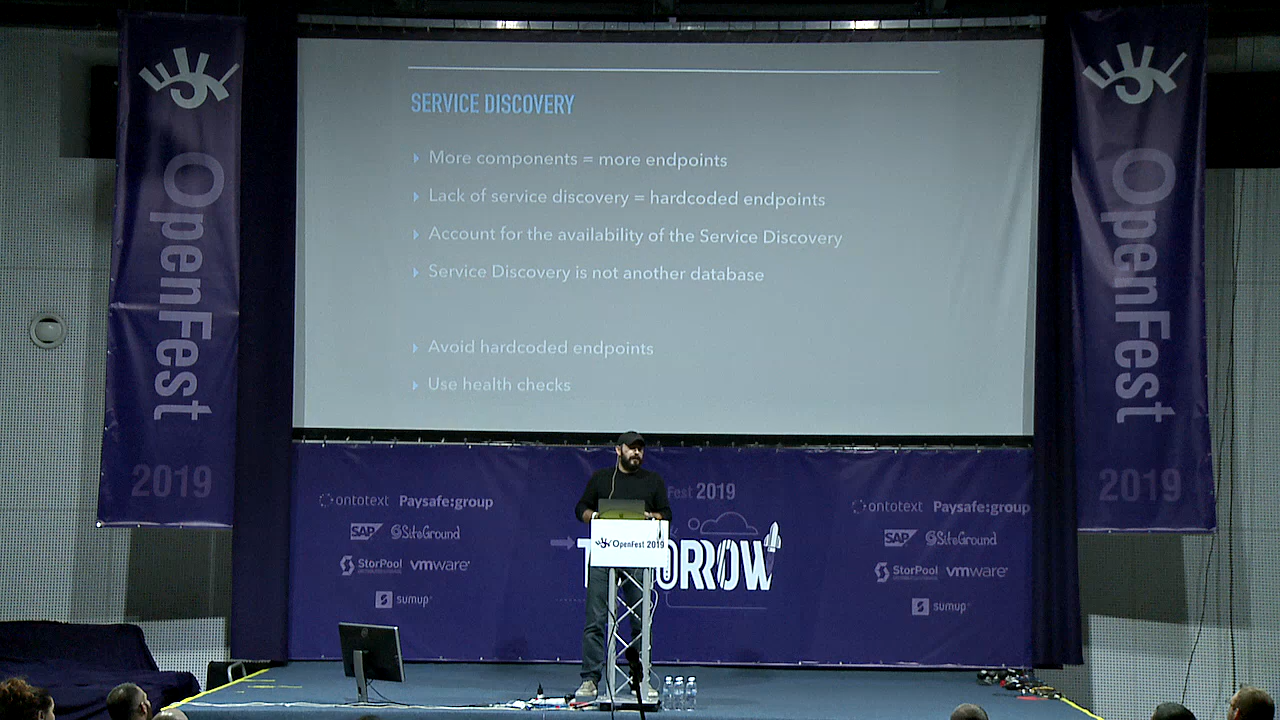 SERVICE DISCOVERY
More components = more endpoints
Lack of service discovery = hardcoded endpoints
Account for the availability of the Service Discovery
Service Discovery is not another database
Avoid hardcoded endpoints
Use health checks
OpenFest
2019
OpenFest
2019
Fest 2019
ontotext Paysafe:group
SAP SiteGround
StorPool vmware
sumup
OpenFest 2019
T ORROW
ontotext Paysafe:group
SAP SiteGround
StorPool vmware
sumup